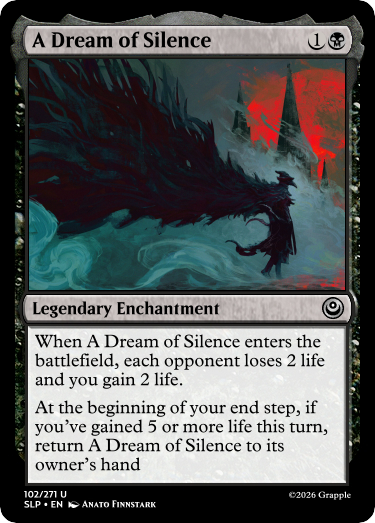 A Dream of Silence 1
Legendary Enchantment
When A Dream of Silence enters the
battlefield, each opponent loses 2 life
and you gain 2 life.
At the beginning of your end step, if
you've gained 5 or more life this turn,
return A Dream of Silence to its
owner's hand
102/271 U
SLP • EN Anato Finnstark
©2026 Grapple